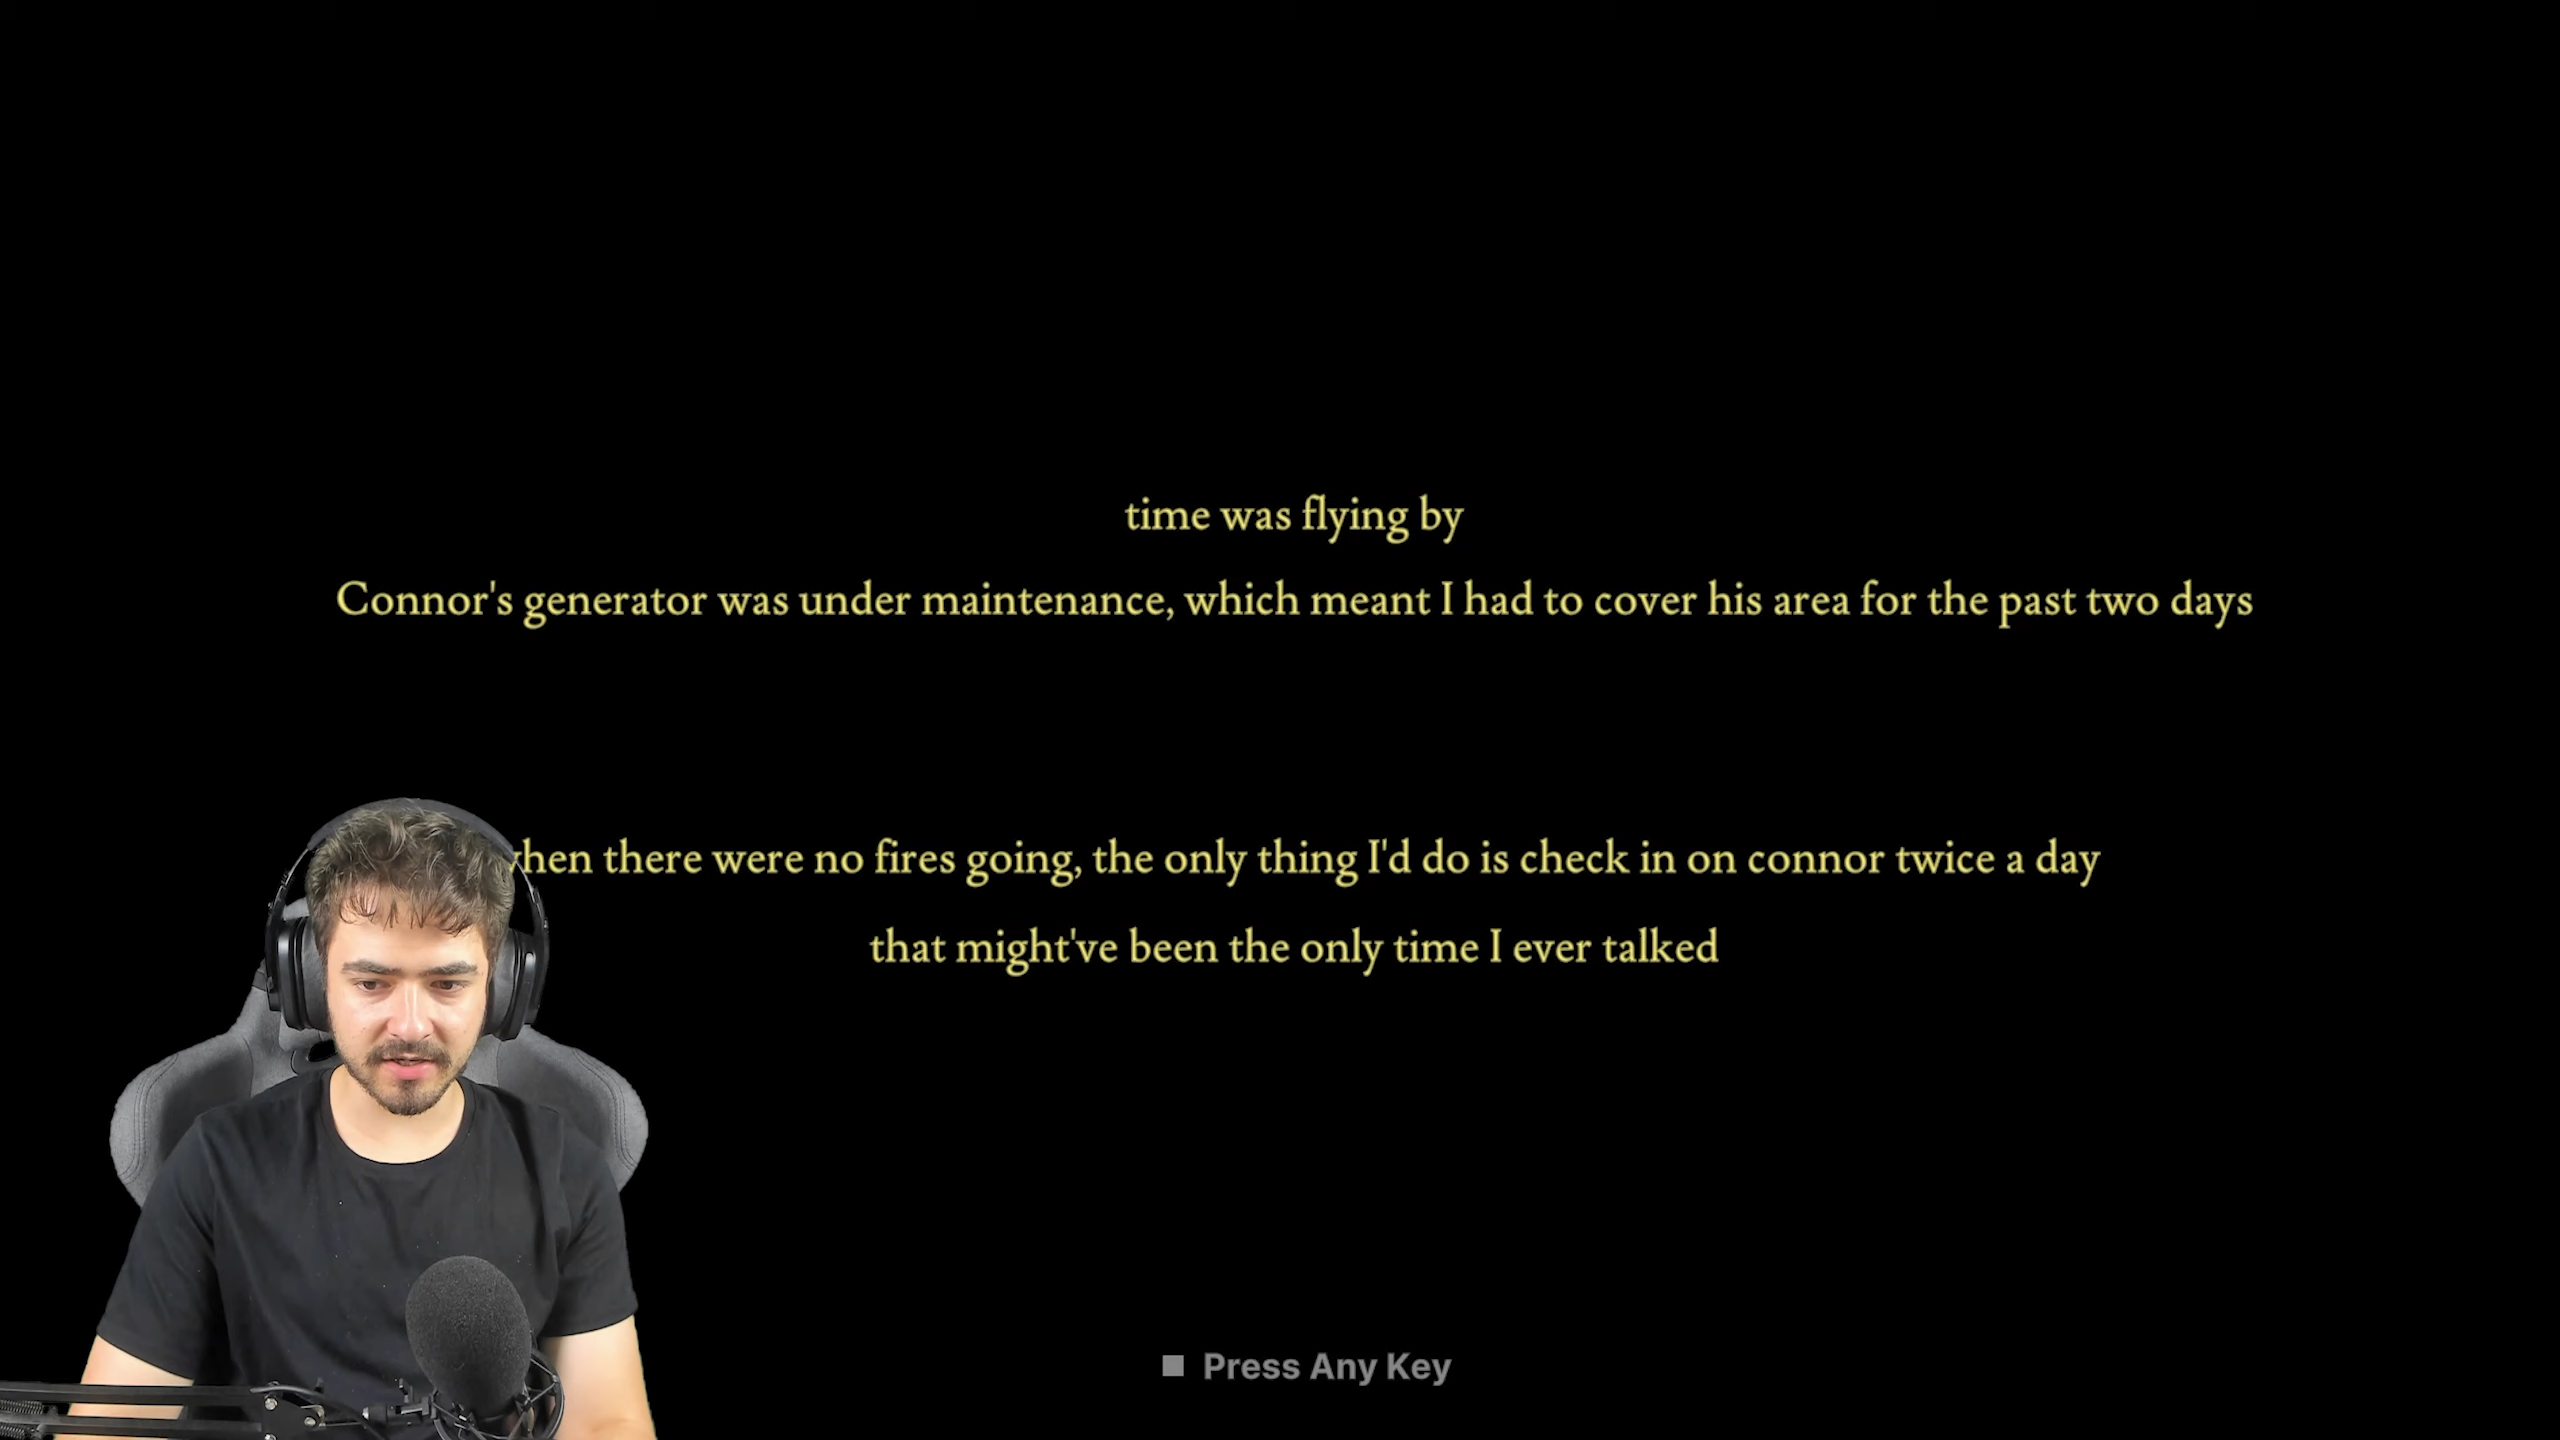 time was flying by
Connor's generator was under maintenance, which meant I had to cover his area for the past two days
there were no fires going, the only thing I'd do is check in on connor twice a day
that might've been the only time I ever talked
Press Any Key